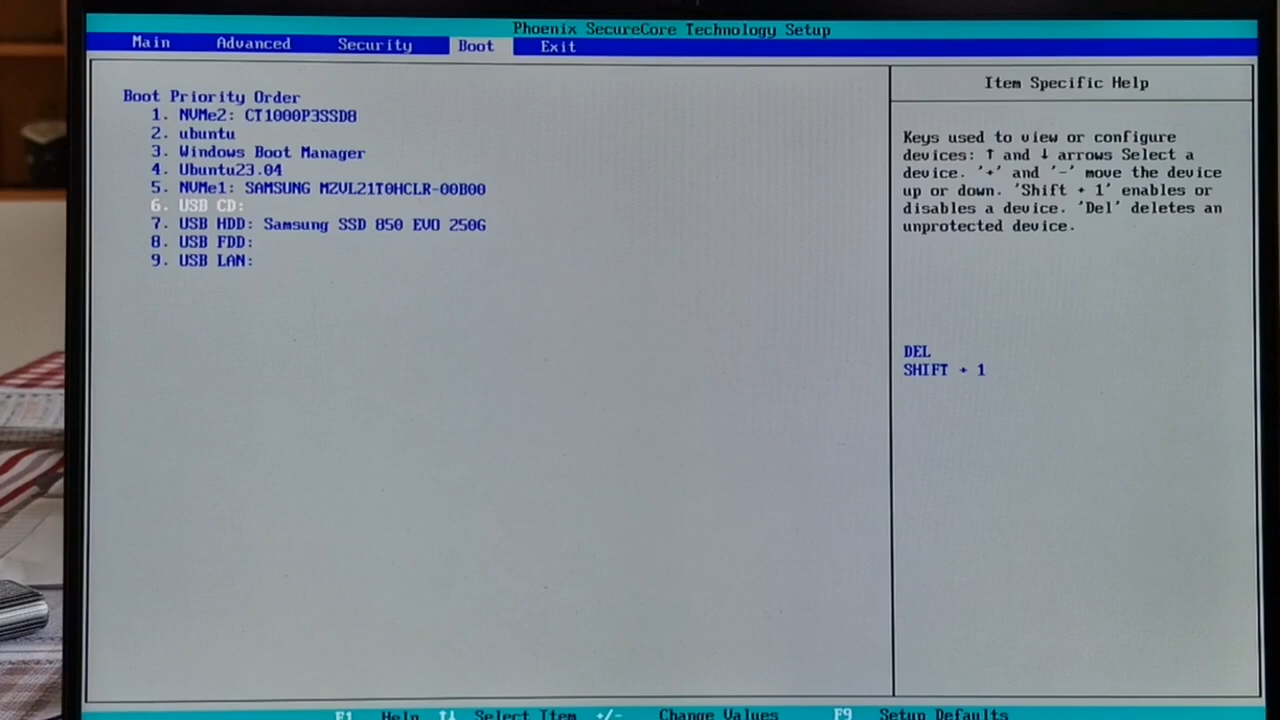 Phoenix SecureCore Technology Setup
Main Advanced Security Boot Exit
Boot Priority Order
1. NVMe2: CT1000P3SSD8
2. ubuntu
3. Windows Boot Manager
4. Ubuntu23.04
5. NVMe1: SAMSUNG MZVL21T0HCLR-00B00
6. USB CD:
7. USB HDD: Samsung SSD 850 EVO 250G
8. USB FDD:
9. USB LAN:
Item Specific Help
Keys used to view or configure
devices: ↑ and ↓ arrows Select a
device. '+' and '-' move the device
up or down. 'Shift + 1' enables or
disables a device. 'Del' deletes an
unprotected device.
DEL
SHIFT + 1
F1 Help ↑↓ Select Item +/- Change Values F9 Setup Defaults